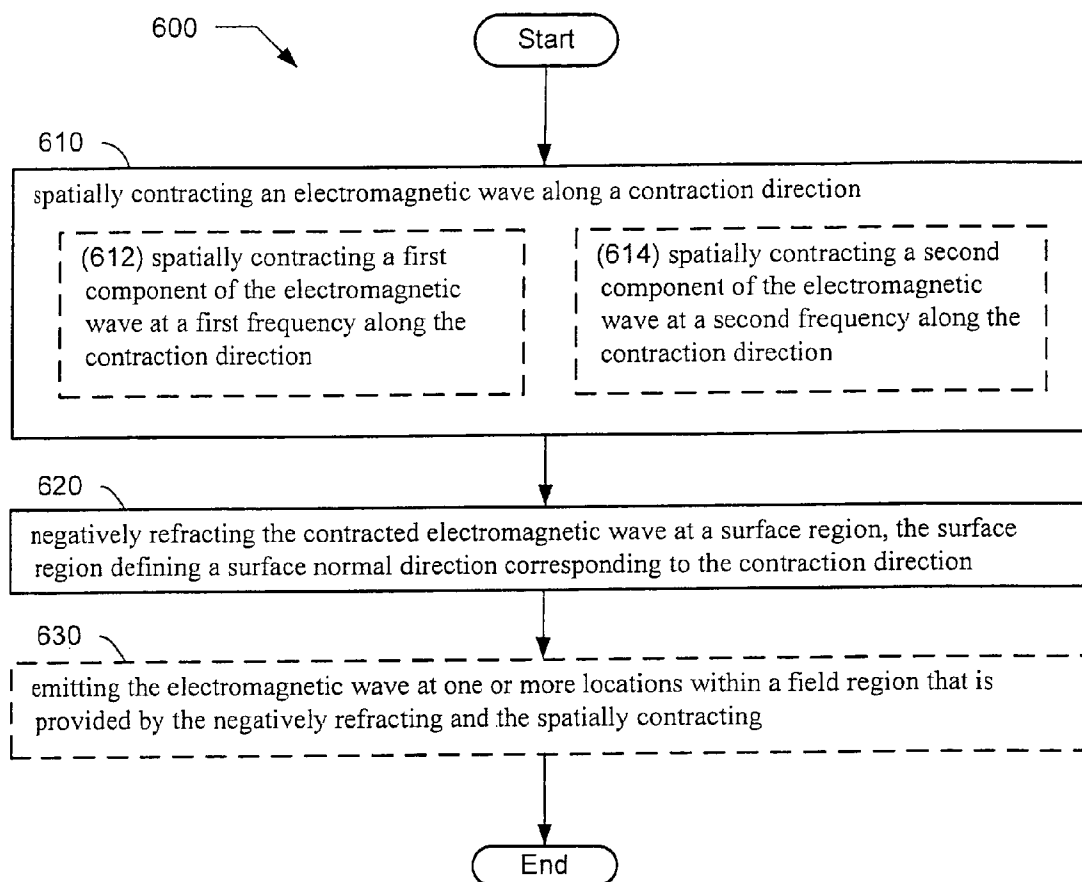 600
Start
610
spatially contracting an electromagnetic wave along a contraction direction
(612) spatially contracting a first
component of the electromagnetic
wave at a first frequency along the
contraction direction
(614) spatially contracting a second
component of the electromagnetic
wave at a second frequency along the
contraction direction
620
negatively refracting the contracted electromagnetic wave at a surface region, the surface
region defining a surface normal direction corresponding to the contraction direction
630
emitting the electromagnetic wave at one or more locations within a field region that is
provided by the negatively refracting and the spatially contracting
End